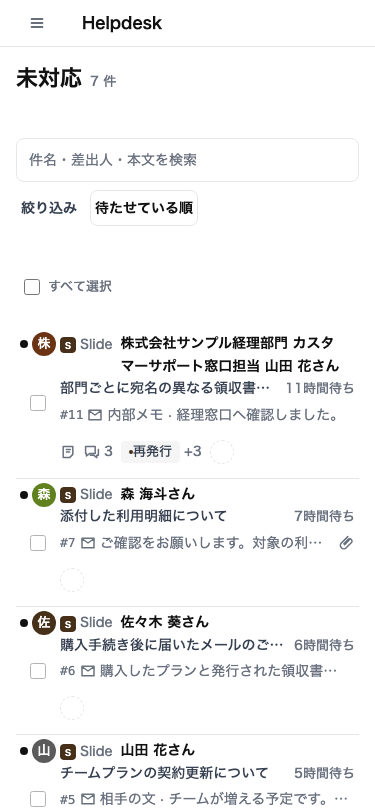 Helpdesk
未対応 7 件
件名・差出人・本文を検索
絞り込み 待たせている順
すべて選択
株 s Slide 株式会社サンプル経理部門 カスタ
マーサポート窓口担当 山田 花さん
部門ごとに宛名の異なる領収書… 11時間待ち
#11 内部メモ · 経理窓口へ確認しました。
3 •再発行 +3
森 s Slide 森 海斗さん
添付した利用明細について 7時間待ち
#7 ご確認をお願いします。対象の利…
佐 s Slide 佐々木 葵さん
購入手続き後に届いたメールのご… 6時間待ち
#6 購入したプランと発行された領収書…
山 s Slide 山田 花さん
チームプランの契約更新について 5時間待ち
#5 相手の文 · チームが増える予定です。…